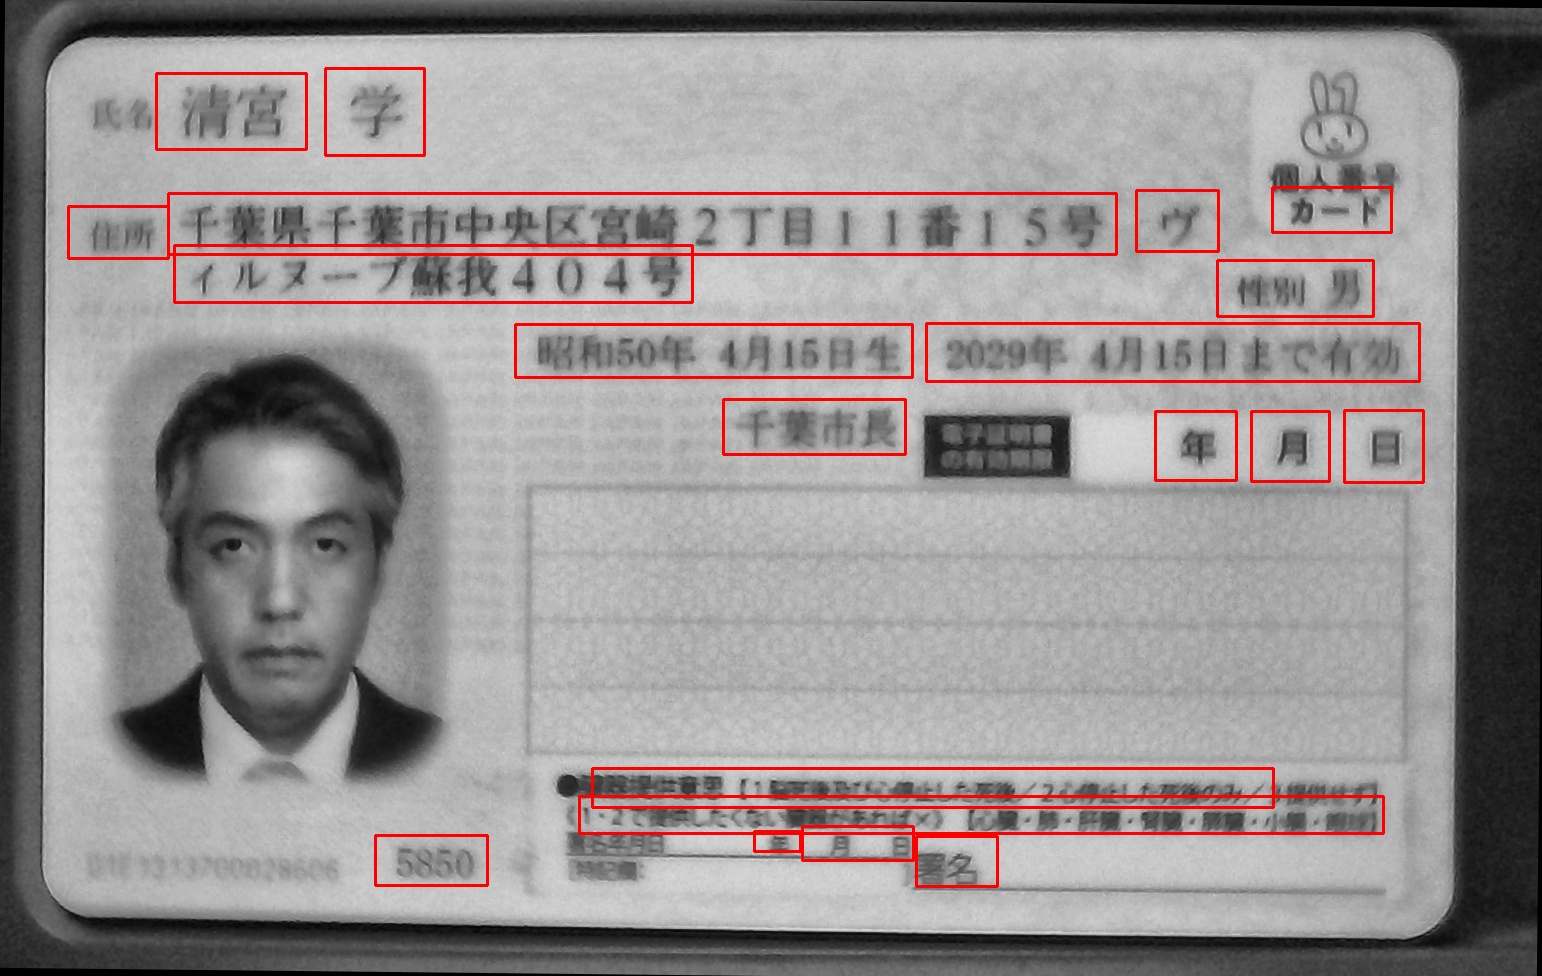 氏名 清宮 学
個人番号
カード
住所 千葉県千葉市中央区宮崎２丁目１１番１５号 ヴ
ィルヌーブ蘇我４０４号
性別 男
昭和50年 4月15日生 2029年 4月15日まで有効
千葉市長
電子証明書 年 月 日
の有効期限
●臓器提供意思【1 脳死後及び心停止した死後／2 心停止した死後のみ／3 提供せず】
《1・2で提供したくない臓器があれば×》【心臓・肺・肝臓・腎臓・膵臓・小腸・眼球】
署名年月日 年 月 日
特記欄: 署名
5850